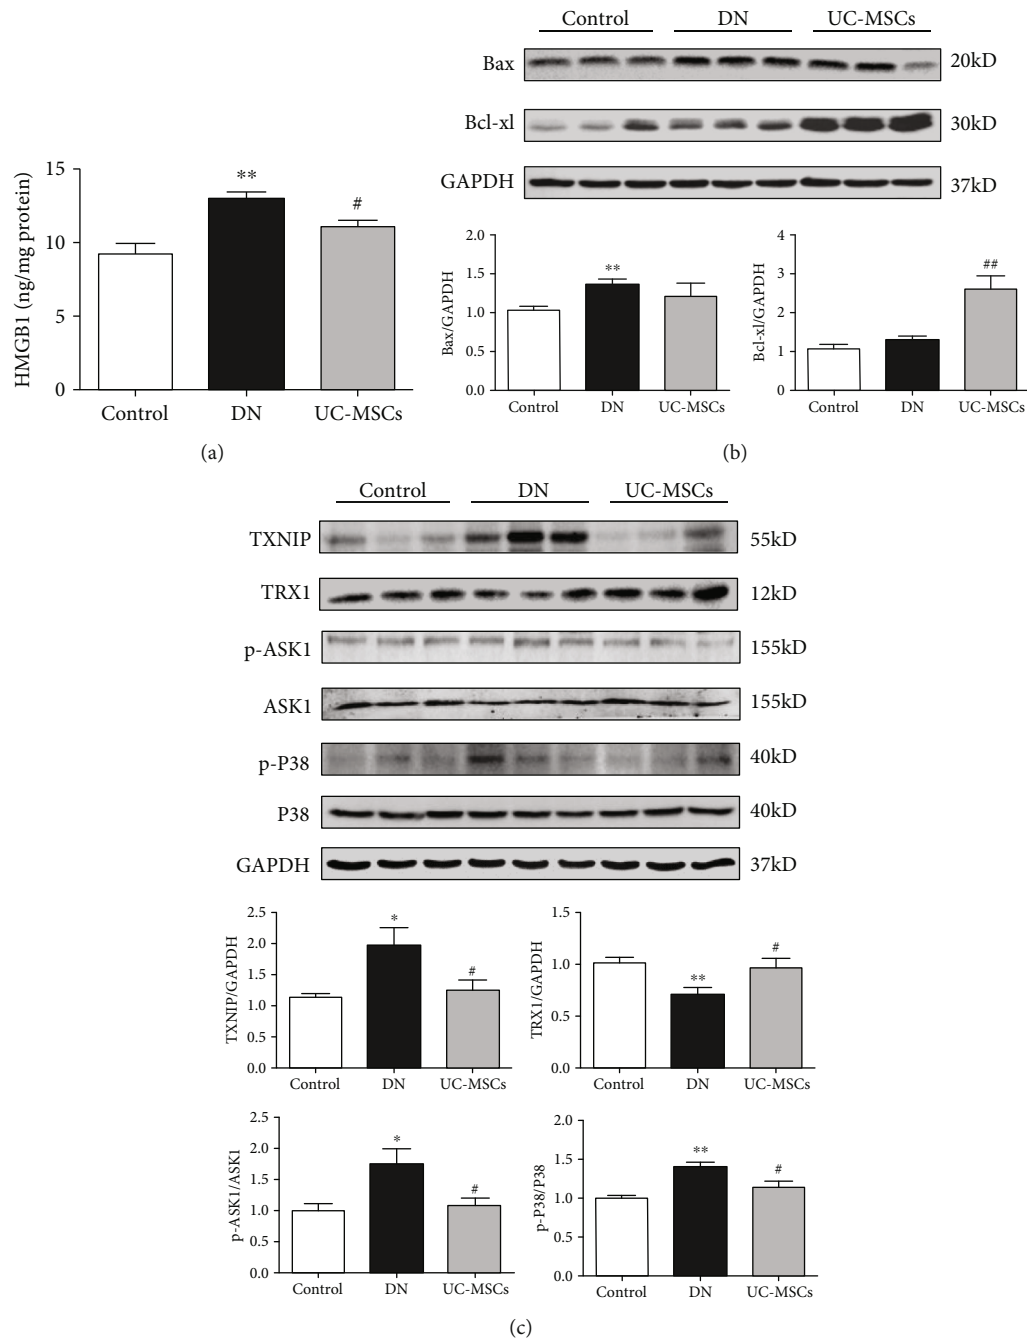 Control DN UC-MSCs
Bax 20kD
Bcl-xl 30kD
GAPDH 37kD
HMGB1 (ng/mg protein)
15
10
5
0
**
#
Control DN UC-MSCs
(a)
Bax/GAPDH
2.0
1.5
1.0
0.5
0.0
**
Control DN UC-MSCs
Bcl-xl/GAPDH
4
3
2
1
0
##
Control DN UC-MSCs
(b)
Control DN UC-MSCs
TXNIP 55kD
TRX1 12kD
p-ASK1 155kD
ASK1 155kD
p-P38 40kD
P38 40kD
GAPDH 37kD
TXNIP/GAPDH
2.5
2.0
1.5
1.0
0.5
0.0
*
#
Control DN UC-MSCs
TRX1/GAPDH
1.5
1.0
0.5
0.0
**
#
Control DN UC-MSCs
p-ASK1/ASK1
2.5
2.0
1.5
1.0
0.5
0.0
*
#
Control DN UC-MSCs
p-P38/P38
2.0
1.5
1.0
0.5
0.0
**
#
Control DN UC-MSCs
(c)